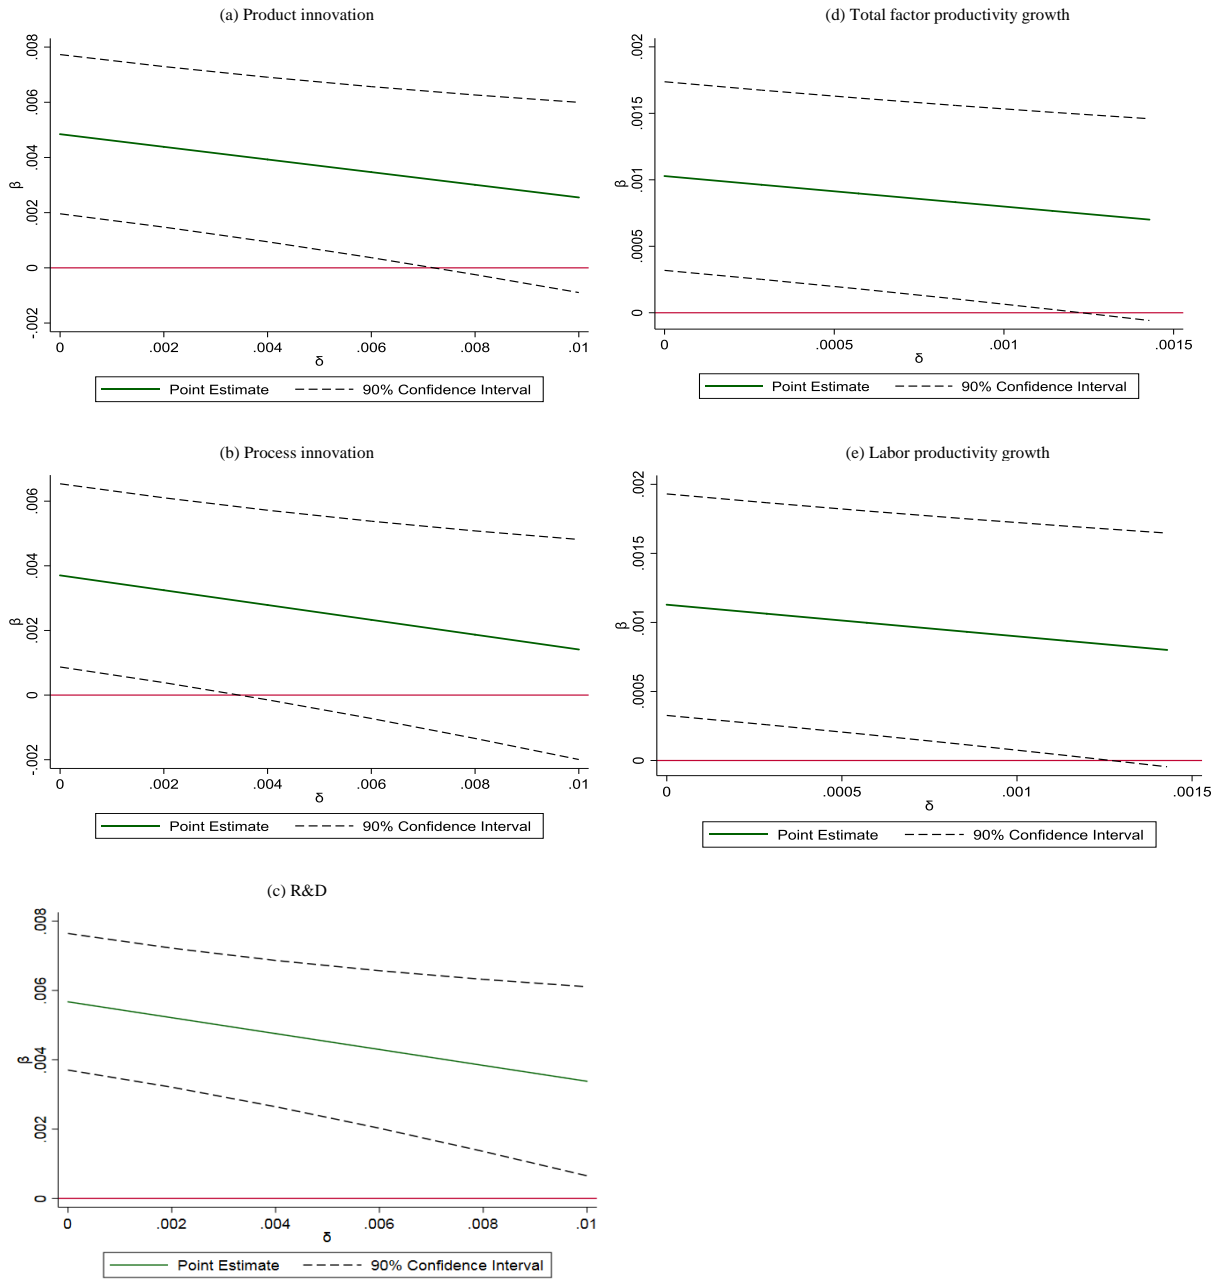 (a) Product innovation
.008
.006
.004
.002
0
-.002
β
0 .002 .004 .006 .008 .01
δ
Point Estimate 90% Confidence Interval
(d) Total factor productivity growth
.002
.0015
.001
.0005
0
β
0 .0005 .001 .0015
δ
Point Estimate 90% Confidence Interval
(b) Process innovation
.006
.004
.002
0
-.002
β
0 .002 .004 .006 .008 .01
δ
Point Estimate 90% Confidence Interval
(e) Labor productivity growth
.002
.0015
.001
.0005
0
β
0 .0005 .001 .0015
δ
Point Estimate 90% Confidence Interval
(c) R&D
.008
.006
.004
.002
0
β
0 .002 .004 .006 .008 .01
δ
Point Estimate 90% Confidence Interval